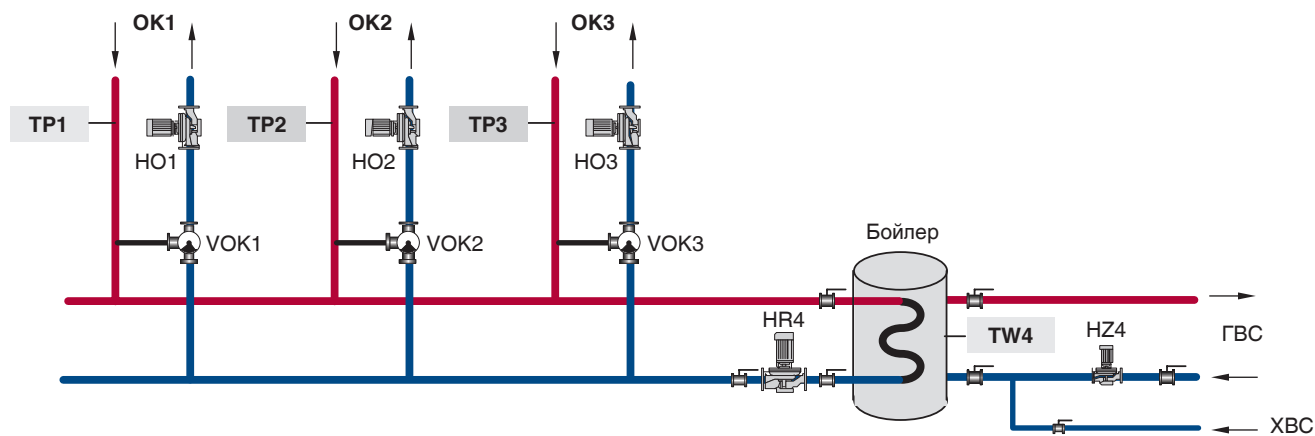 OK1
OK2
OK3
TP1
TP2
TP3
HO1
HO2
HO3
VOK1
VOK2
VOK3
Бойлер
HR4
TW4
HZ4
ГВС
ХВС